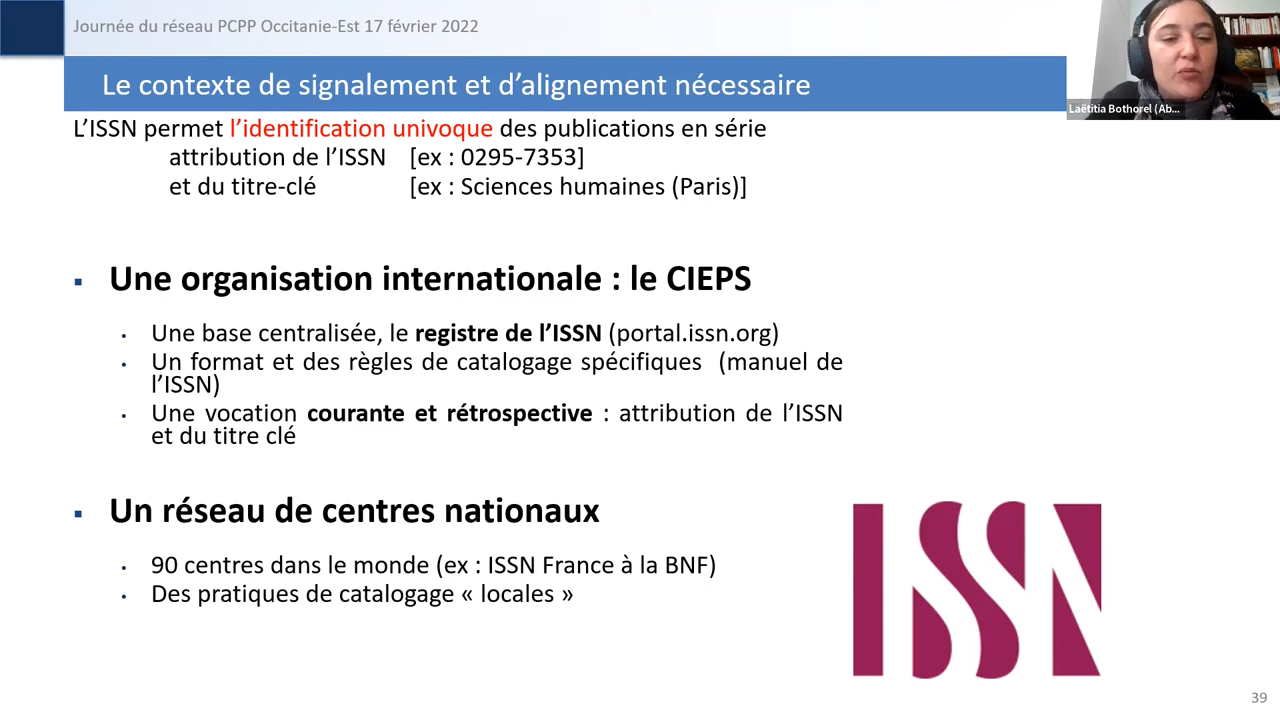 Journée du réseau PCPP Occitanie-Est 17 février 2022
Le contexte de signalement et d’alignement nécessaire
Laëtitia Bothorel (Ab...
L’ISSN permet l’identification univoque des publications en série
attribution de l’ISSN [ex : 0295-7353]
et du titre-clé [ex : Sciences humaines (Paris)]
▪ Une organisation internationale : le CIEPS
• Une base centralisée, le registre de l’ISSN (portal.issn.org)
• Un format et des règles de catalogage spécifiques (manuel de
l’ISSN)
• Une vocation courante et rétrospective : attribution de l’ISSN
et du titre clé
▪ Un réseau de centres nationaux
• 90 centres dans le monde (ex : ISSN France à la BNF)
• Des pratiques de catalogage « locales »
ISSN
39